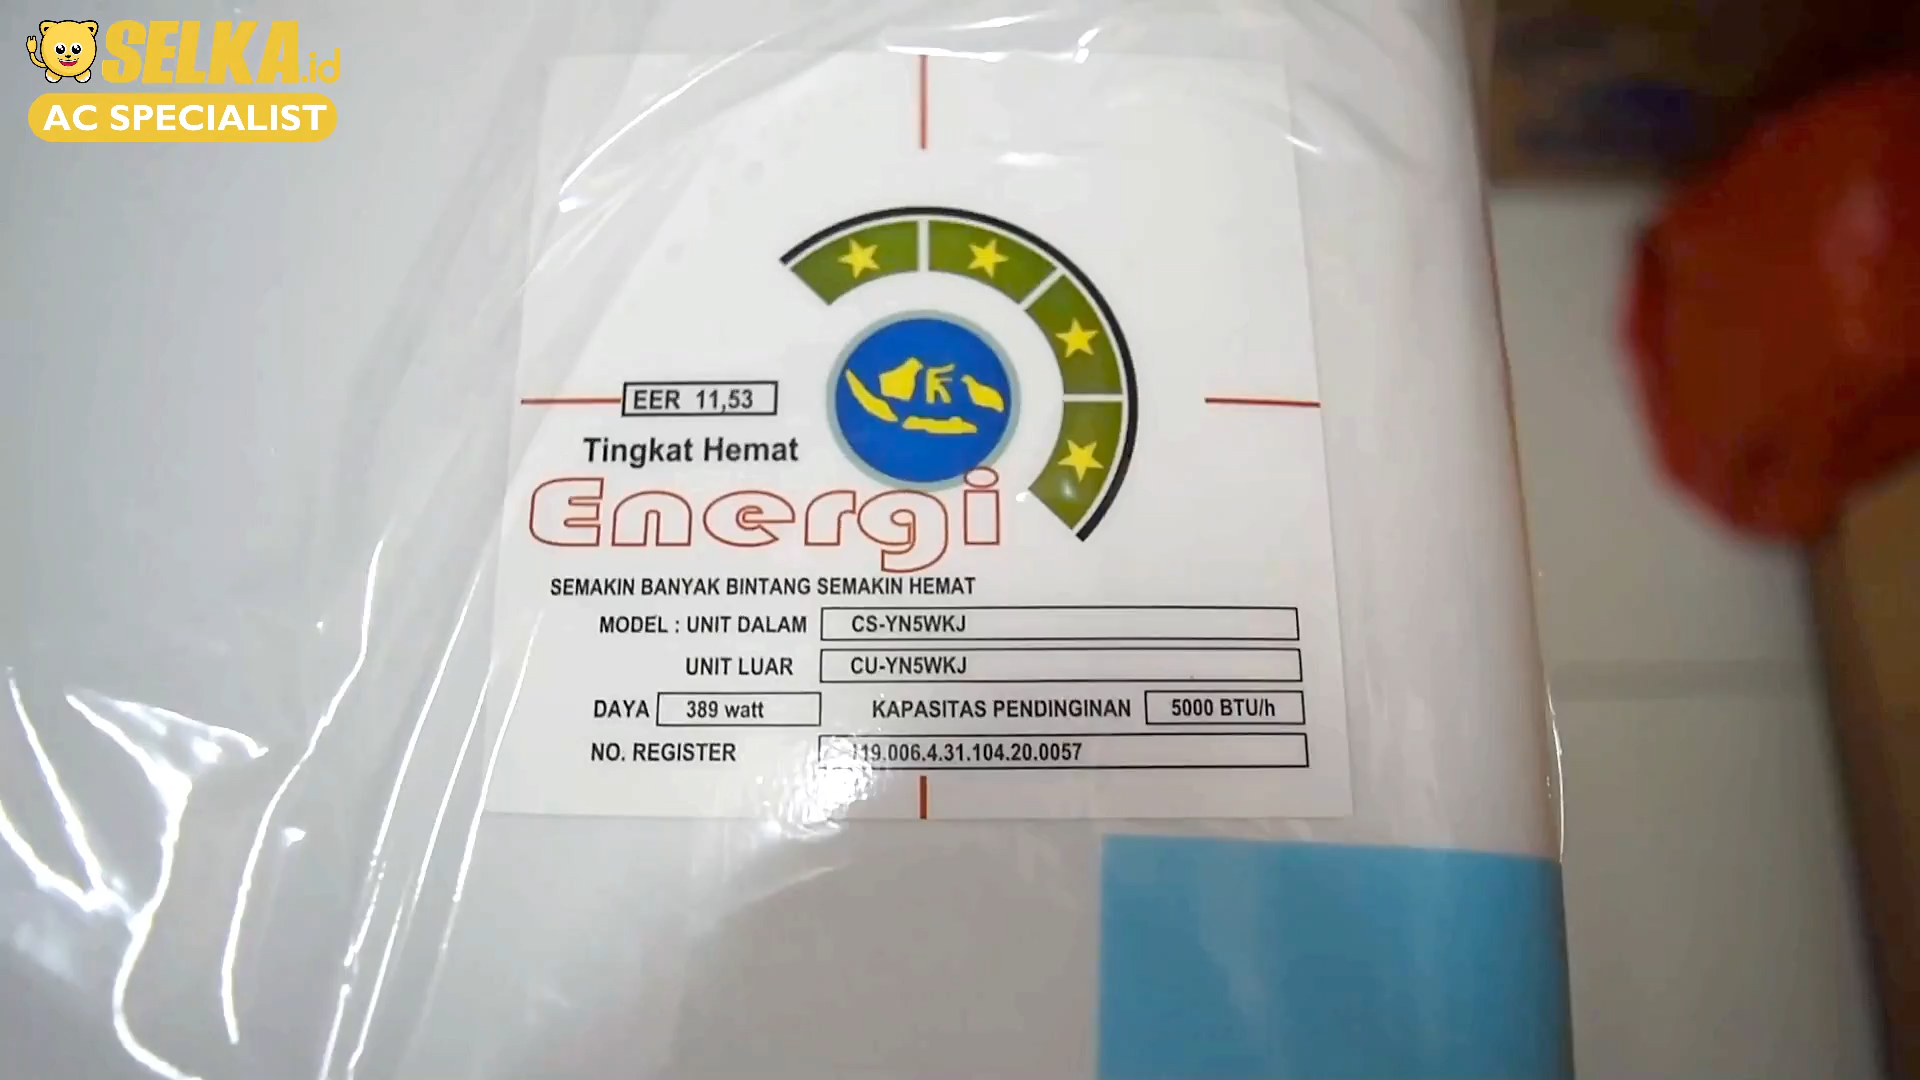 SELKA.id
AC SPECIALIST
EER 11,53
Tingkat Hemat
Energi
SEMAKIN BANYAK BINTANG SEMAKIN HEMAT
MODEL : UNIT DALAM CS-YN5WKJ
UNIT LUAR CU-YN5WKJ
DAYA 389 watt KAPASITAS PENDINGINAN 5000 BTU/h
NO. REGISTER 119.006.4.31.104.20.0057